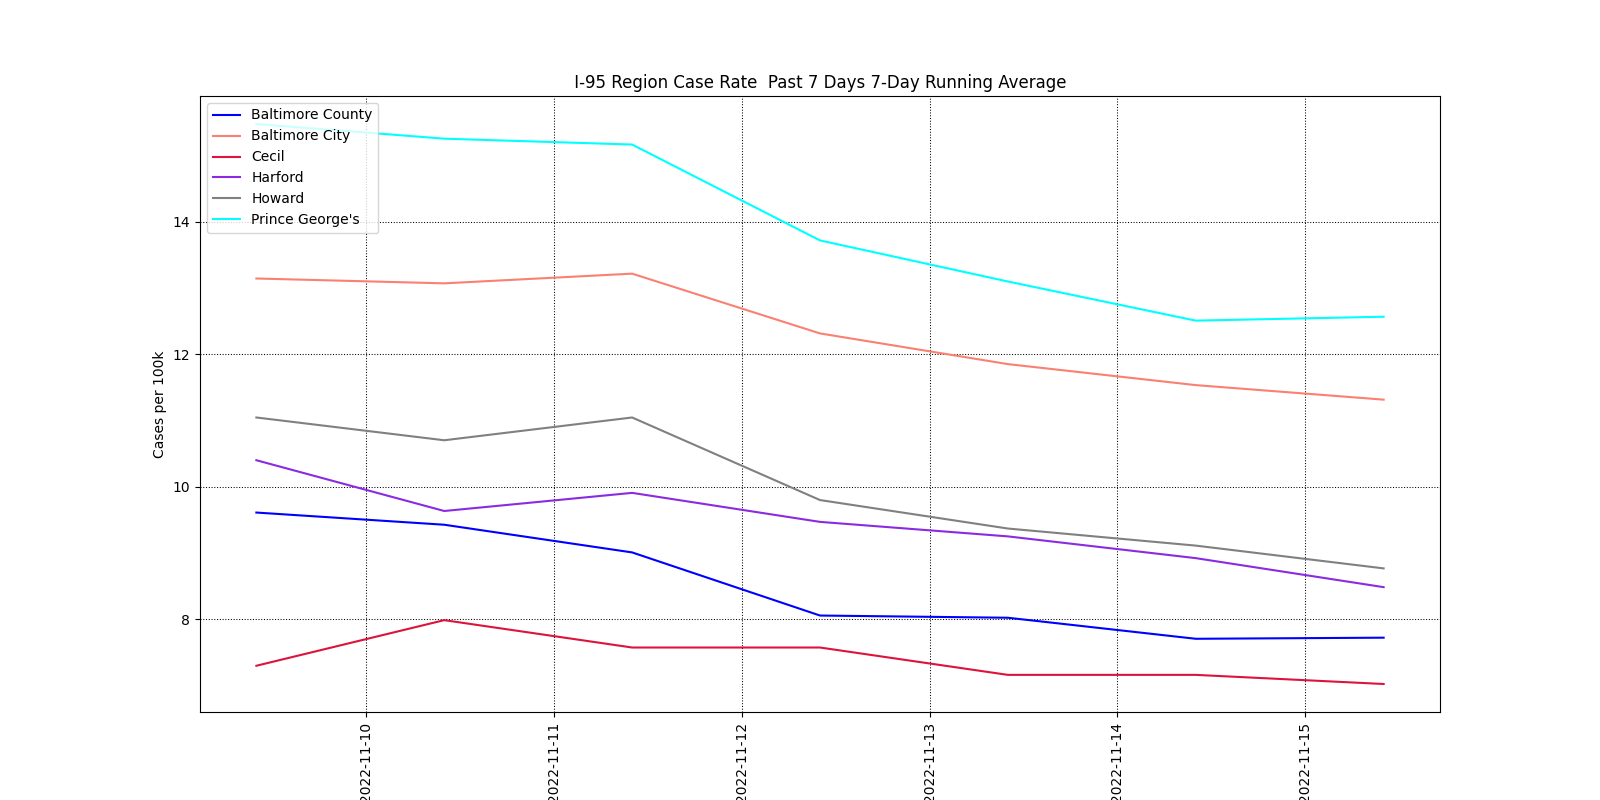 I-95 Region Case Rate  Past 7 Days 7-Day Running Average
Baltimore County
Baltimore City
Cecil
Harford
Howard
Prince George's
Cases per 100k
14
12
10
8
2022-11-10
2022-11-11
2022-11-12
2022-11-13
2022-11-14
2022-11-15